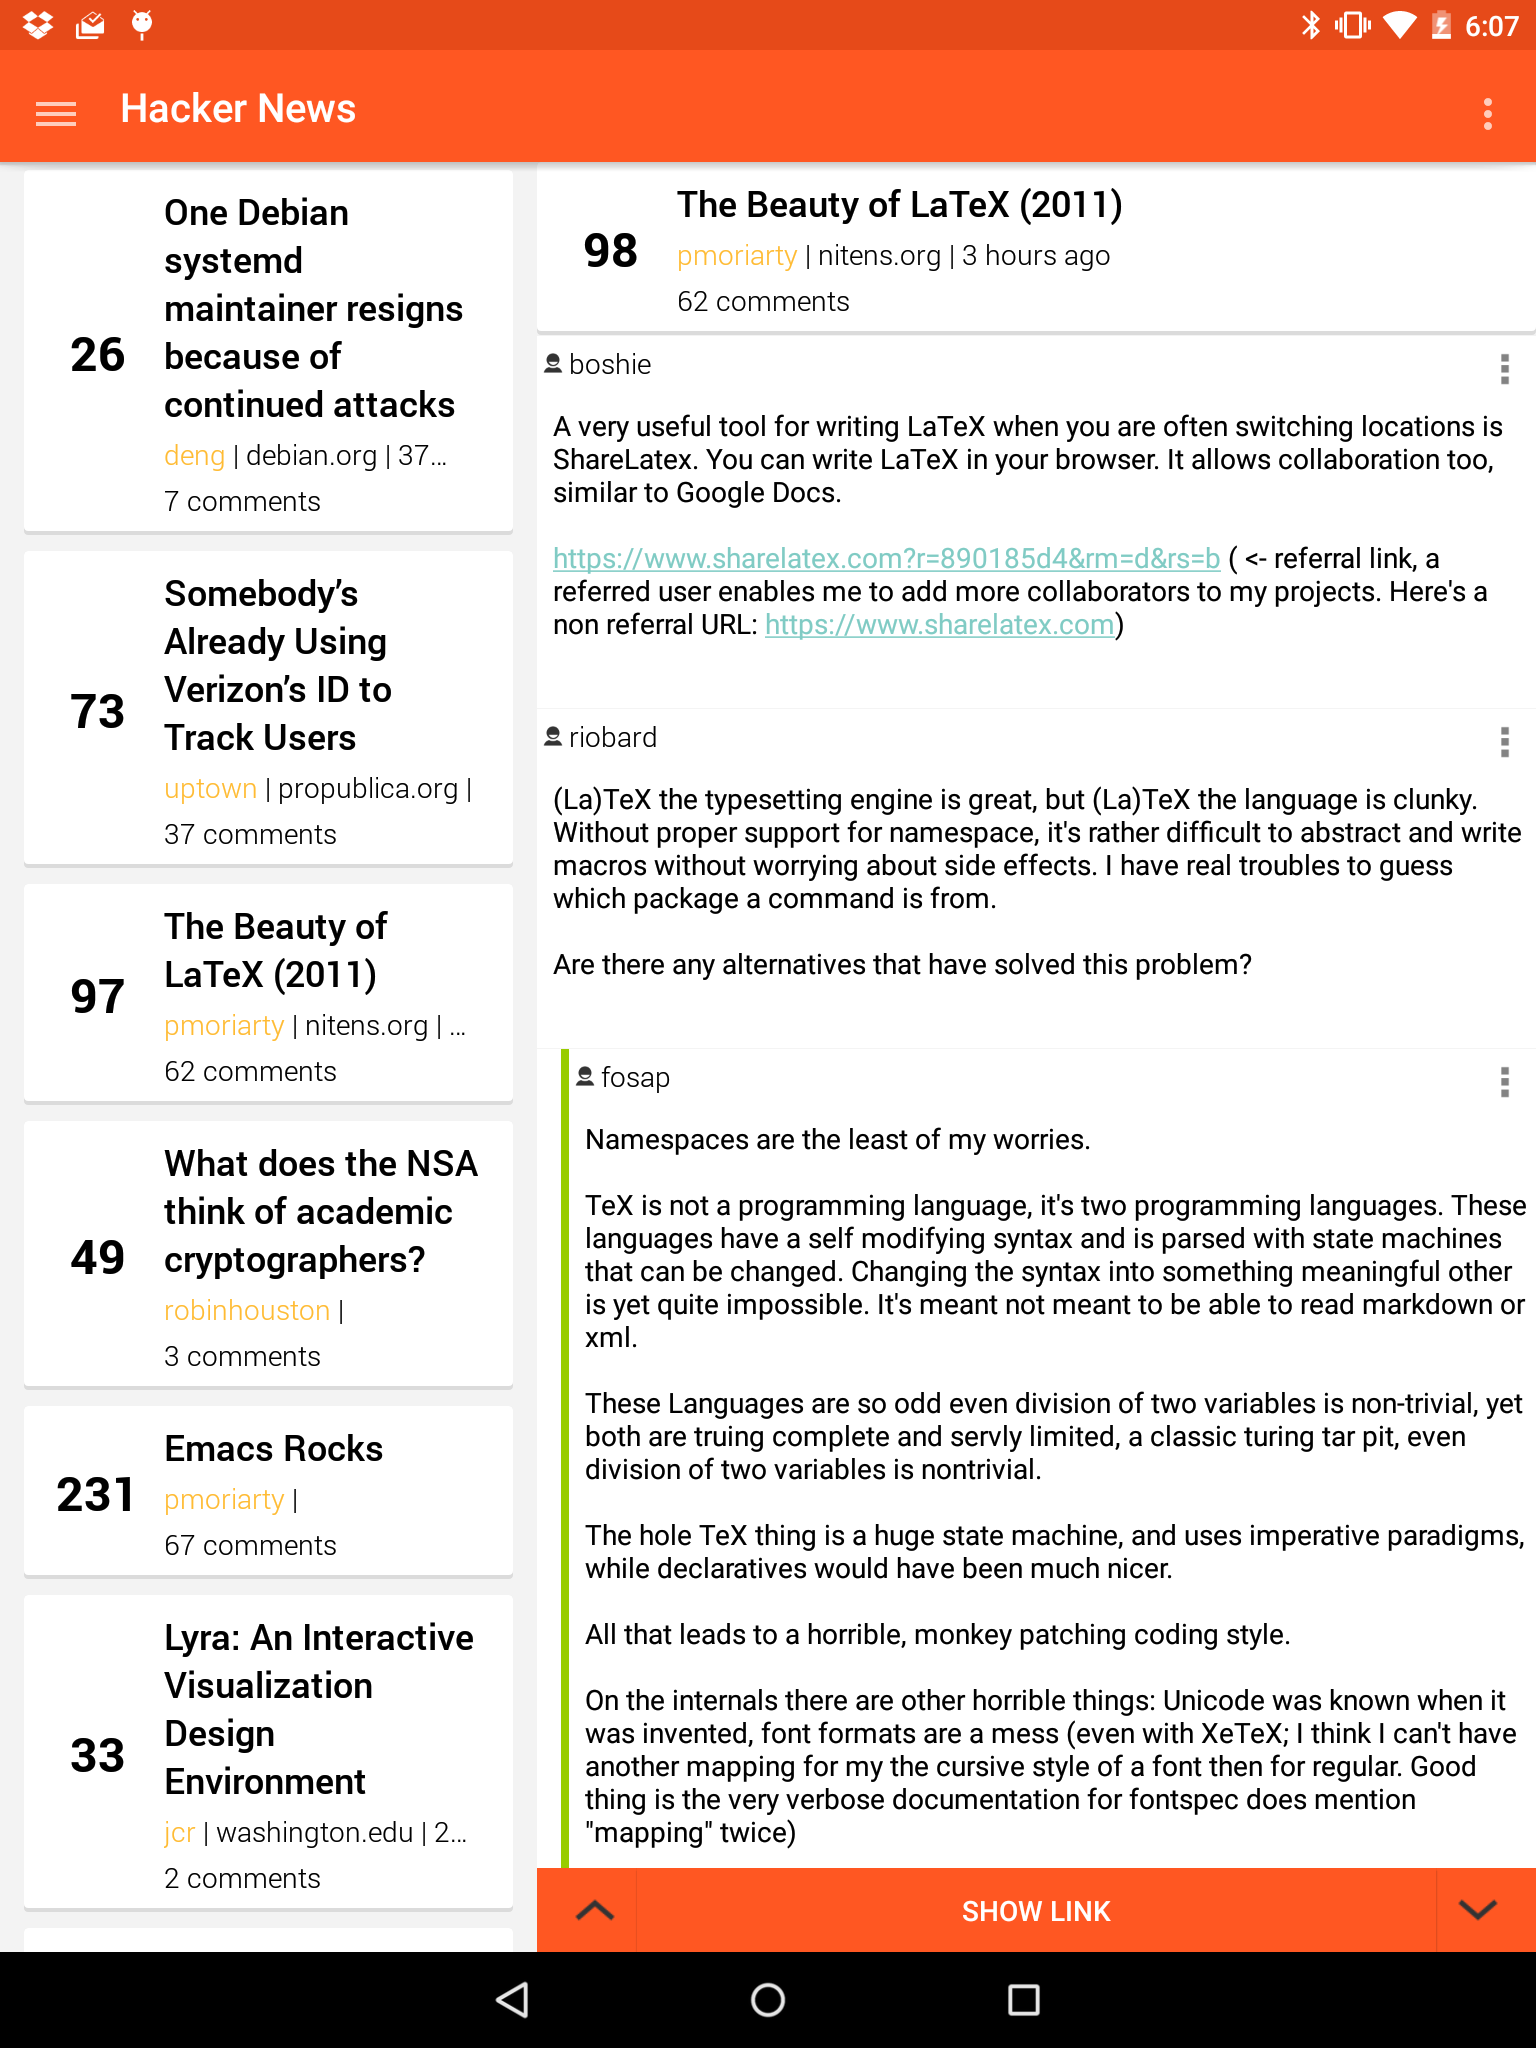 6:07
Hacker News
One Debian
systemd
maintainer resigns
because of
continued attacks
26
deng | debian.org | 37...
7 comments
Somebody’s
Already Using
Verizon’s ID to
Track Users
73
uptown | propublica.org |
37 comments
The Beauty of
LaTeX (2011)
97
pmoriarty | nitens.org | ...
62 comments
What does the NSA
think of academic
cryptographers?
49
robinhouston |
3 comments
Emacs Rocks
231
pmoriarty |
67 comments
Lyra: An Interactive
Visualization
Design
Environment
33
jcr | washington.edu | 2...
2 comments
The Beauty of LaTeX (2011)
98
pmoriarty | nitens.org | 3 hours ago
62 comments
boshie
A very useful tool for writing LaTeX when you are often switching locations is
ShareLatex. You can write LaTeX in your browser. It allows collaboration too,
similar to Google Docs.
https://www.sharelatex.com?r=890185d4&rm=d&rs=b ( <- referral link, a
referred user enables me to add more collaborators to my projects. Here's a
non referral URL: https://www.sharelatex.com)
riobard
(La)TeX the typesetting engine is great, but (La)TeX the language is clunky.
Without proper support for namespace, it's rather difficult to abstract and write
macros without worrying about side effects. I have real troubles to guess
which package a command is from.
Are there any alternatives that have solved this problem?
fosap
Namespaces are the least of my worries.
TeX is not a programming language, it's two programming languages. These
languages have a self modifying syntax and is parsed with state machines
that can be changed. Changing the syntax into something meaningful other
is yet quite impossible. It's meant not meant to be able to read markdown or
xml.
These Languages are so odd even division of two variables is non-trivial, yet
both are truing complete and servly limited, a classic turing tar pit, even
division of two variables is nontrivial.
The hole TeX thing is a huge state machine, and uses imperative paradigms,
while declaratives would have been much nicer.
All that leads to a horrible, monkey patching coding style.
On the internals there are other horrible things: Unicode was known when it
was invented, font formats are a mess (even with XeTeX; I think I can't have
another mapping for my the cursive style of a font then for regular. Good
thing is the very verbose documentation for fontspec does mention
"mapping" twice)
SHOW LINK